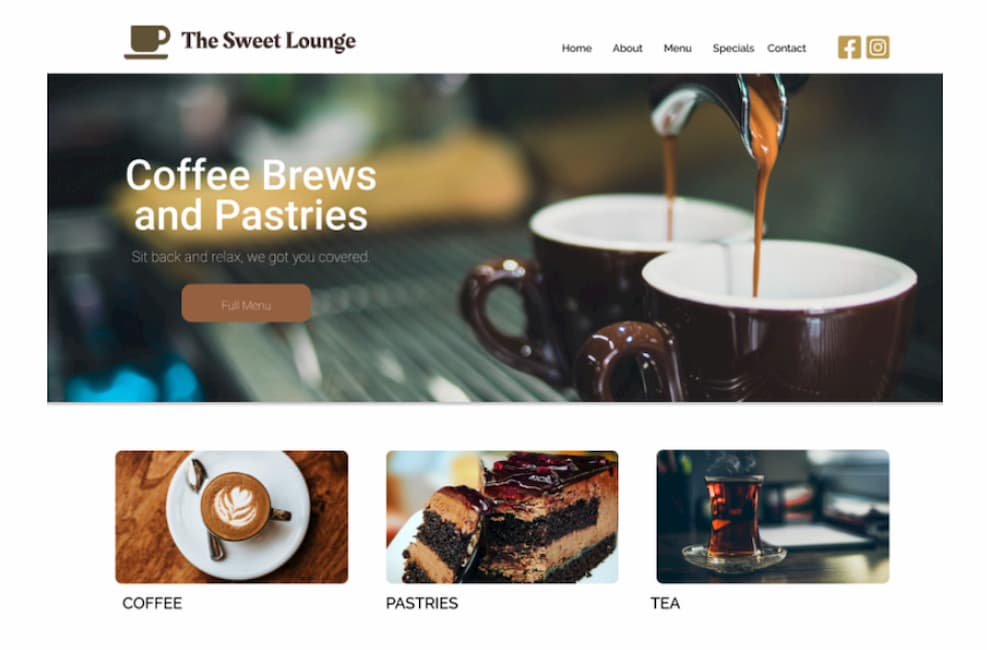 The Sweet Lounge
Home About Menu Specials Contact
Coffee Brews
and Pastries
Sit back and relax, we got you covered.
Full Menu
COFFEE
PASTRIES
TEA